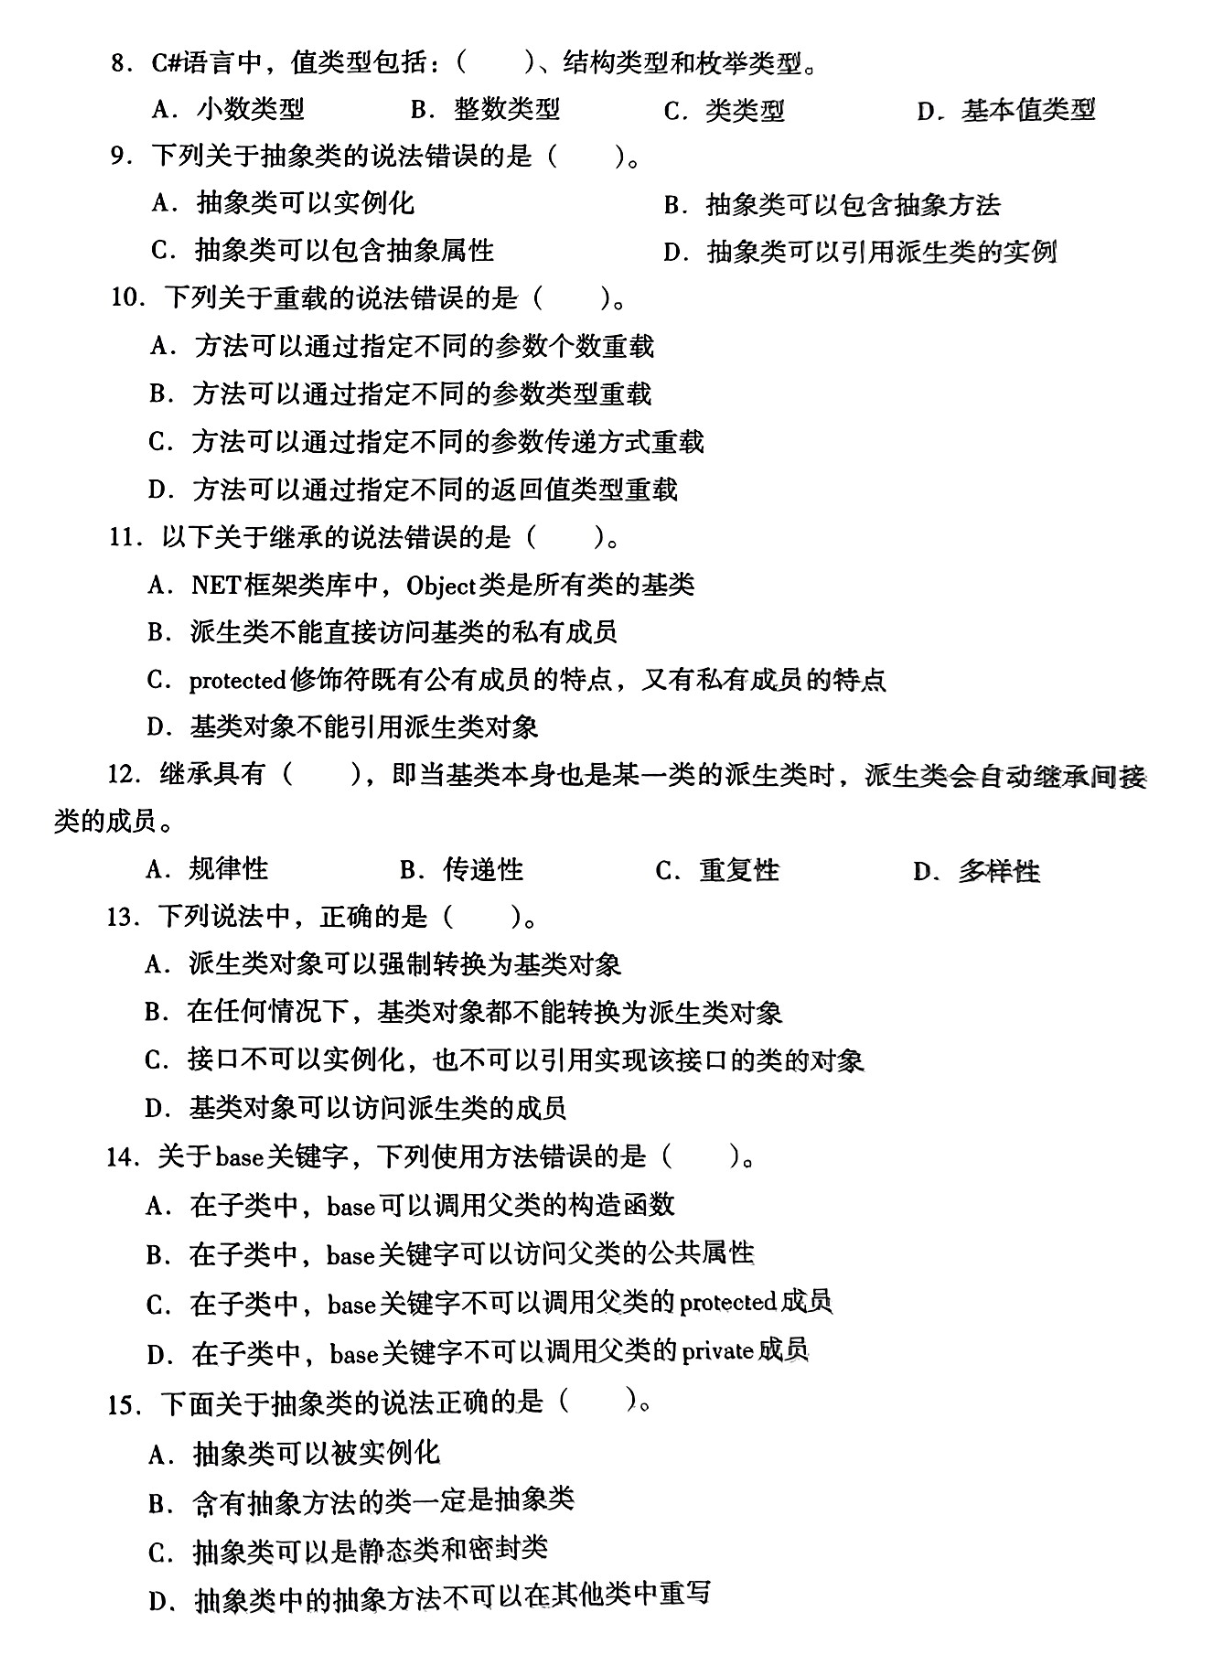 8. C#语言中，值类型包括：（　　）、结构类型和枚举类型。
A. 小数类型　　B. 整数类型　　C. 类类型　　D. 基本值类型
9. 下列关于抽象类的说法错误的是（　　）。
A. 抽象类可以实例化　　B. 抽象类可以包含抽象方法
C. 抽象类可以包含抽象属性　　D. 抽象类可以引用派生类的实例
10. 下列关于重载的说法错误的是（　　）。
A. 方法可以通过指定不同的参数个数重载
B. 方法可以通过指定不同的参数类型重载
C. 方法可以通过指定不同的参数传递方式重载
D. 方法可以通过指定不同的返回值类型重载
11. 以下关于继承的说法错误的是（　　）。
A. NET框架类库中，Object类是所有类的基类
B. 派生类不能直接访问基类的私有成员
C. protected修饰符既有公有成员的特点，又有私有成员的特点
D. 基类对象不能引用派生类对象
12. 继承具有（　　），即当基类本身也是某一类的派生类时，派生类会自动继承间接
类的成员。
A. 规律性　　B. 传递性　　C. 重复性　　D. 多样性
13. 下列说法中，正确的是（　　）。
A. 派生类对象可以强制转换为基类对象
B. 在任何情况下，基类对象都不能转换为派生类对象
C. 接口不可以实例化，也不可以引用实现该接口的类的对象
D. 基类对象可以访问派生类的成员
14. 关于base关键字，下列使用方法错误的是（　　）。
A. 在子类中，base可以调用父类的构造函数
B. 在子类中，base关键字可以访问父类的公共属性
C. 在子类中，base关键字不可以调用父类的protected成员
D. 在子类中，base关键字不可以调用父类的private成员
15. 下面关于抽象类的说法正确的是（　　）。
A. 抽象类可以被实例化
B. 含有抽象方法的类一定是抽象类
C. 抽象类可以是静态类和密封类
D. 抽象类中的抽象方法不可以在其他类中重写